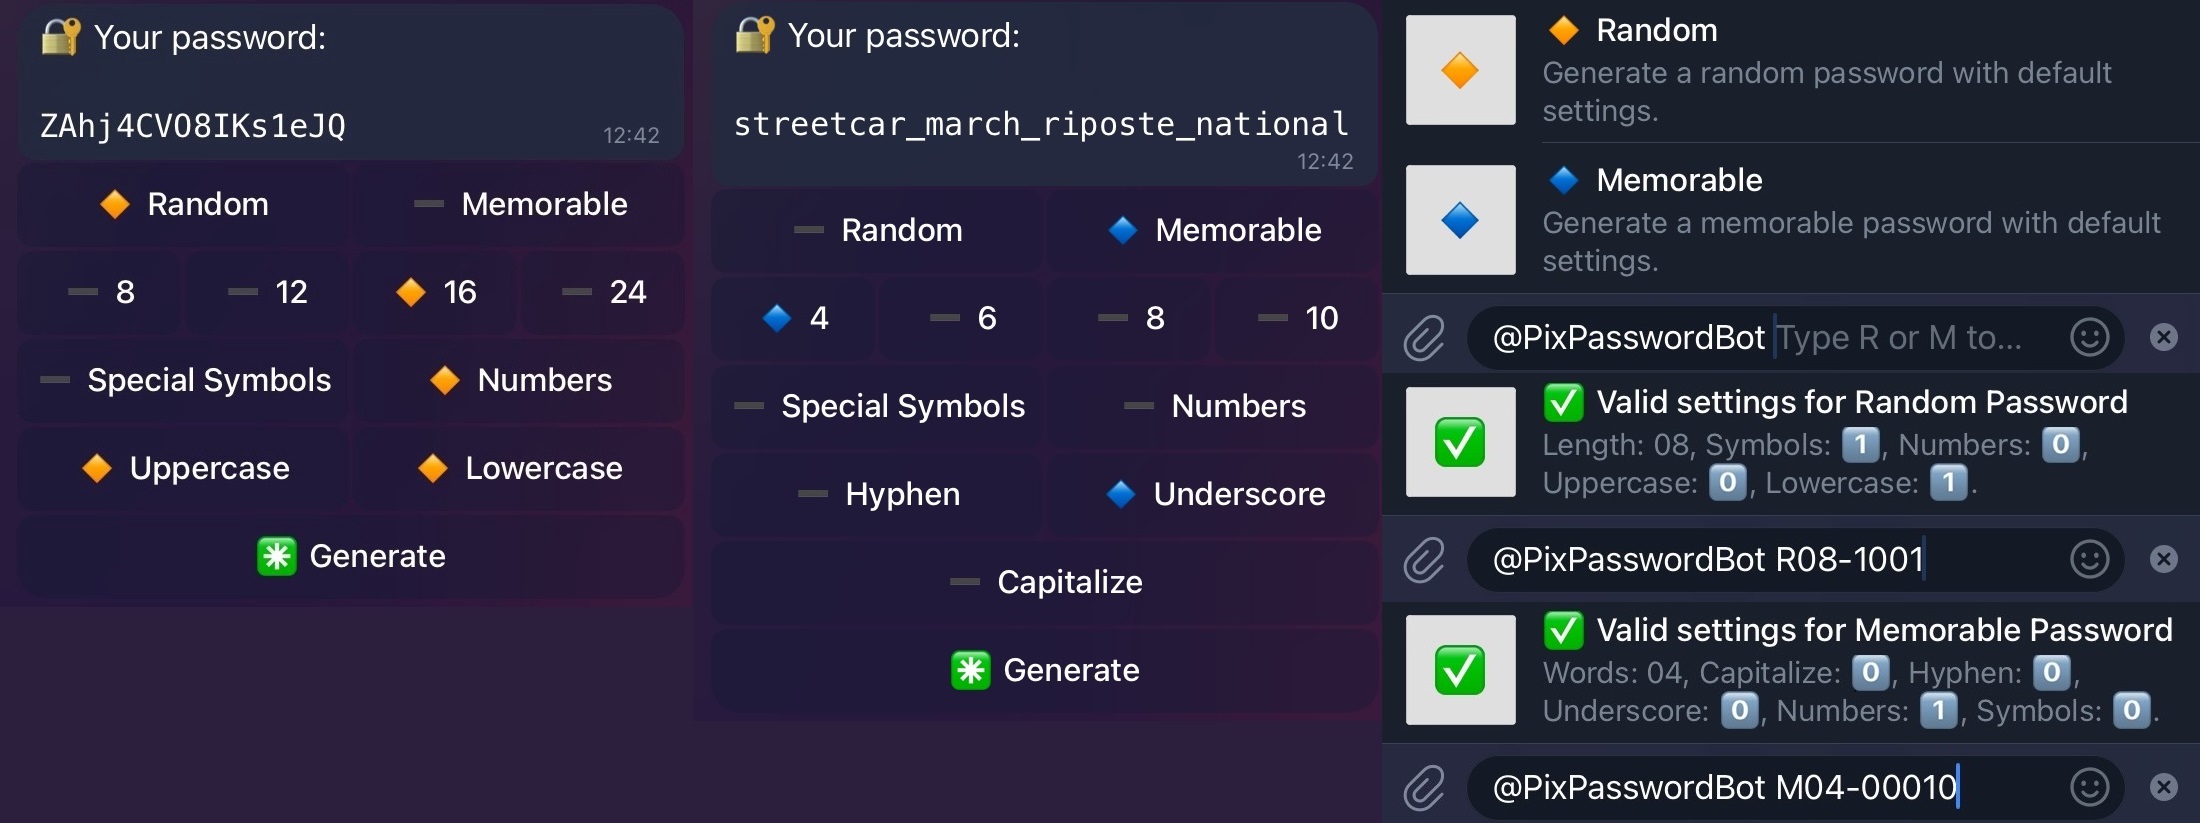 🔐 Your password:
ZAhj4CVO8IKs1eJQ
12:42
🔸 Random
➖ Memorable
➖ 8
➖ 12
🔸 16
➖ 24
➖ Special Symbols
🔸 Numbers
🔸 Uppercase
🔸 Lowercase
✳️ Generate
🔐 Your password:
streetcar_march_riposte_national
12:42
➖ Random
🔹 Memorable
🔹 4
➖ 6
➖ 8
➖ 10
➖ Special Symbols
➖ Numbers
➖ Hyphen
🔹 Underscore
➖ Capitalize
✳️ Generate
🔶 Random
Generate a random password with default
settings.
🔷 Memorable
Generate a memorable password with default
settings.
@PixPasswordBot Type R or M to...
✅ Valid settings for Random Password
Length: 08, Symbols: 1️⃣, Numbers: 0️⃣,
Uppercase: 0️⃣, Lowercase: 1️⃣.
@PixPasswordBot R08-1001
✅ Valid settings for Memorable Password
Words: 04, Capitalize: 0️⃣, Hyphen: 0️⃣,
Underscore: 0️⃣, Numbers: 1️⃣, Symbols: 0️⃣.
@PixPasswordBot M04-00010